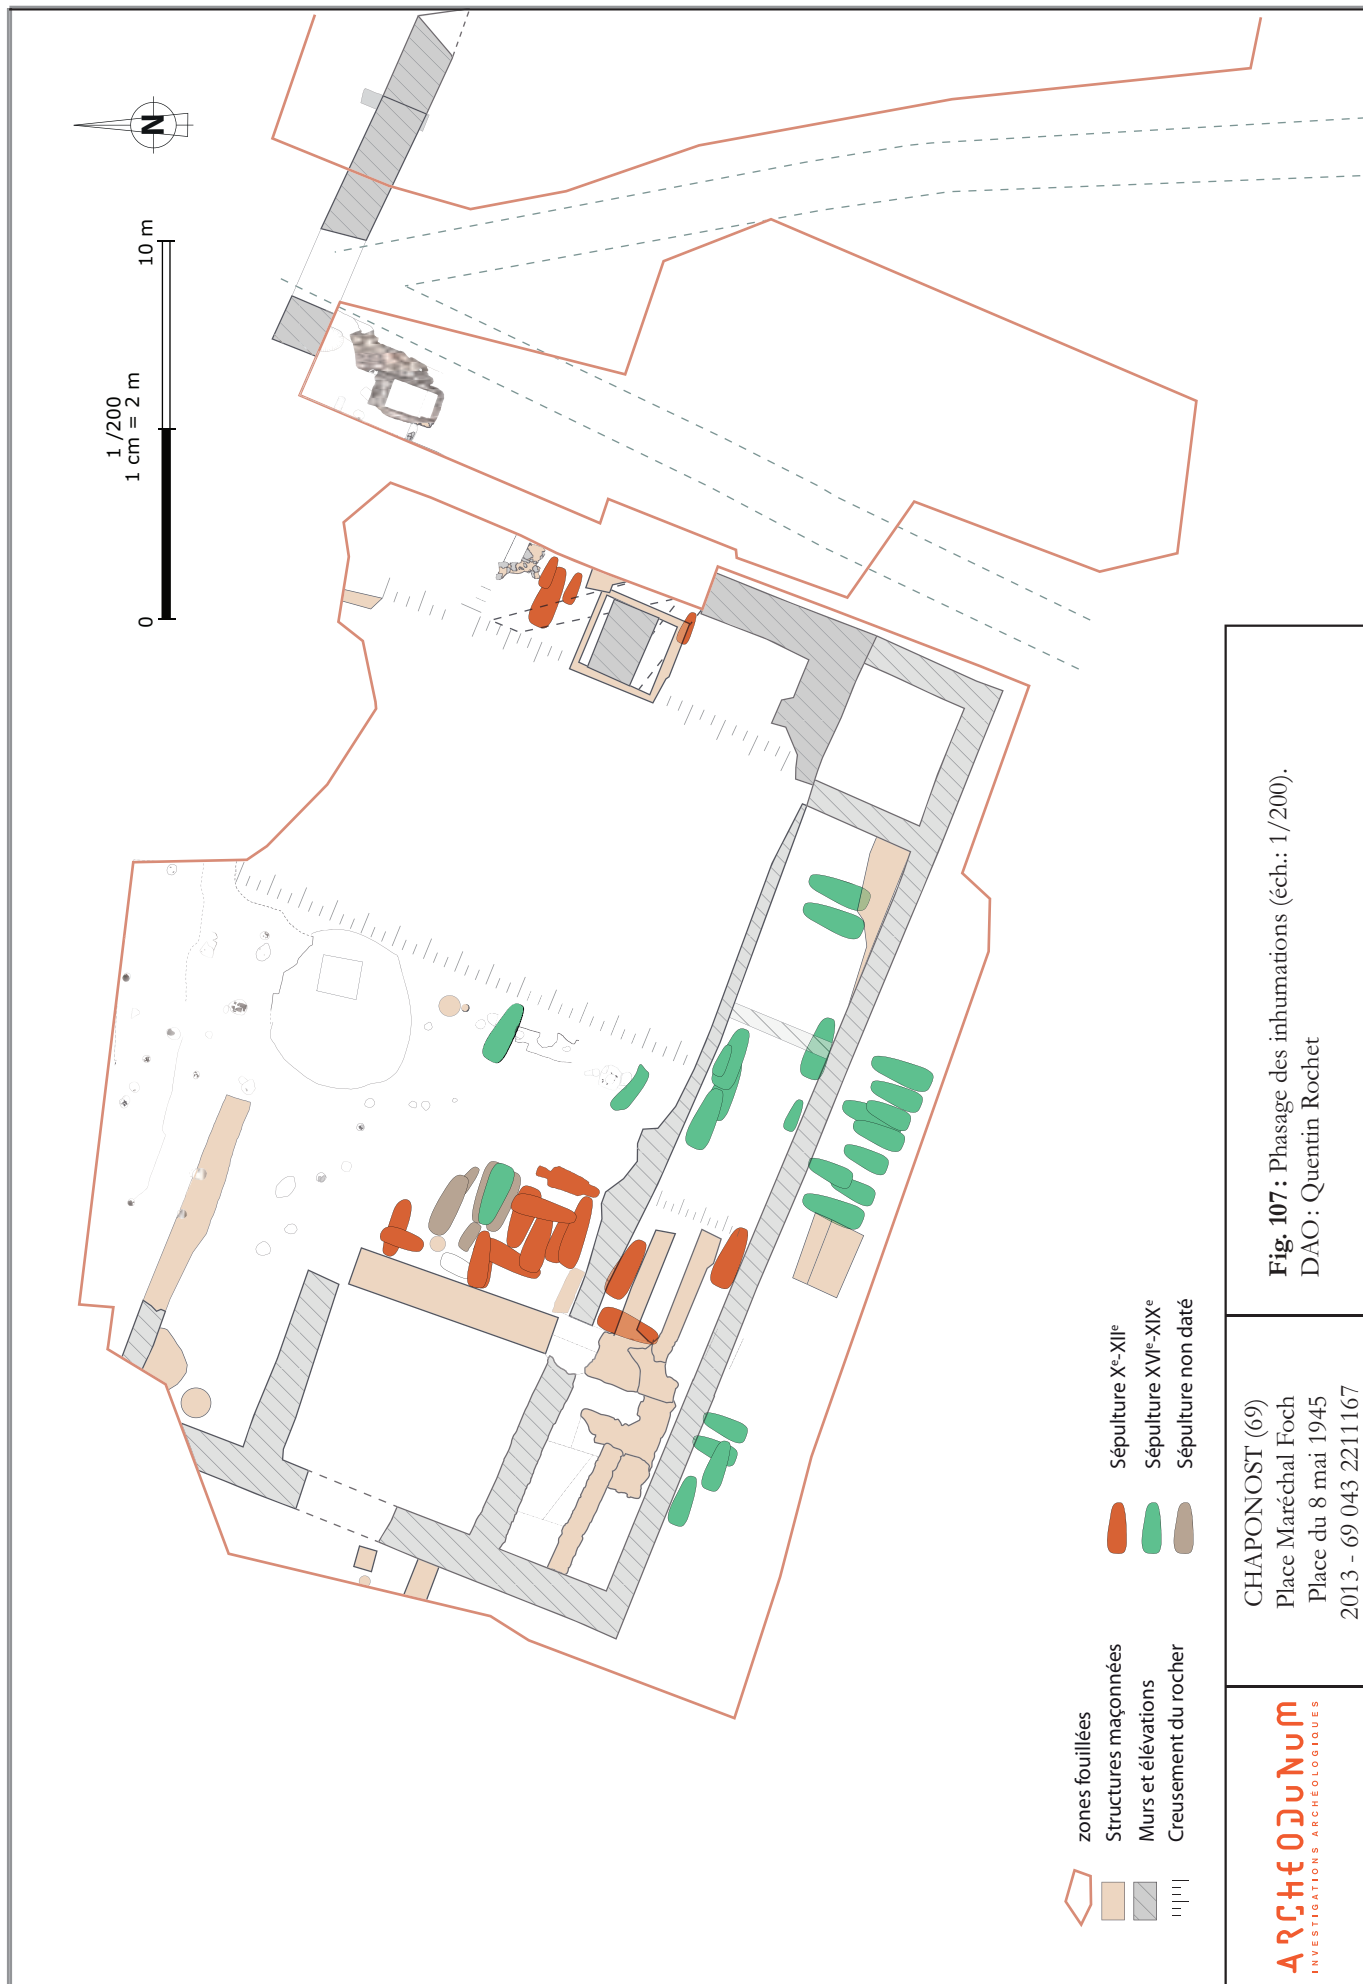 N
1 /200
1 cm = 2 m
0
10 m
zones fouillées
Structures maçonnées
Murs et élévations
Creusement du rocher
Sépulture Xe-XIIe
Sépulture XVIe-XIXe
Sépulture non daté
ARCHEODUNUM
INVESTIGATIONS ARCHÉOLOGIQUES
CHAPONOST (69)
Place Maréchal Foch
Place du 8 mai 1945
2013 - 69 043 2211167
Fig. 107 : Phasage des inhumations (éch.: 1/200).
DAO : Quentin Rochet